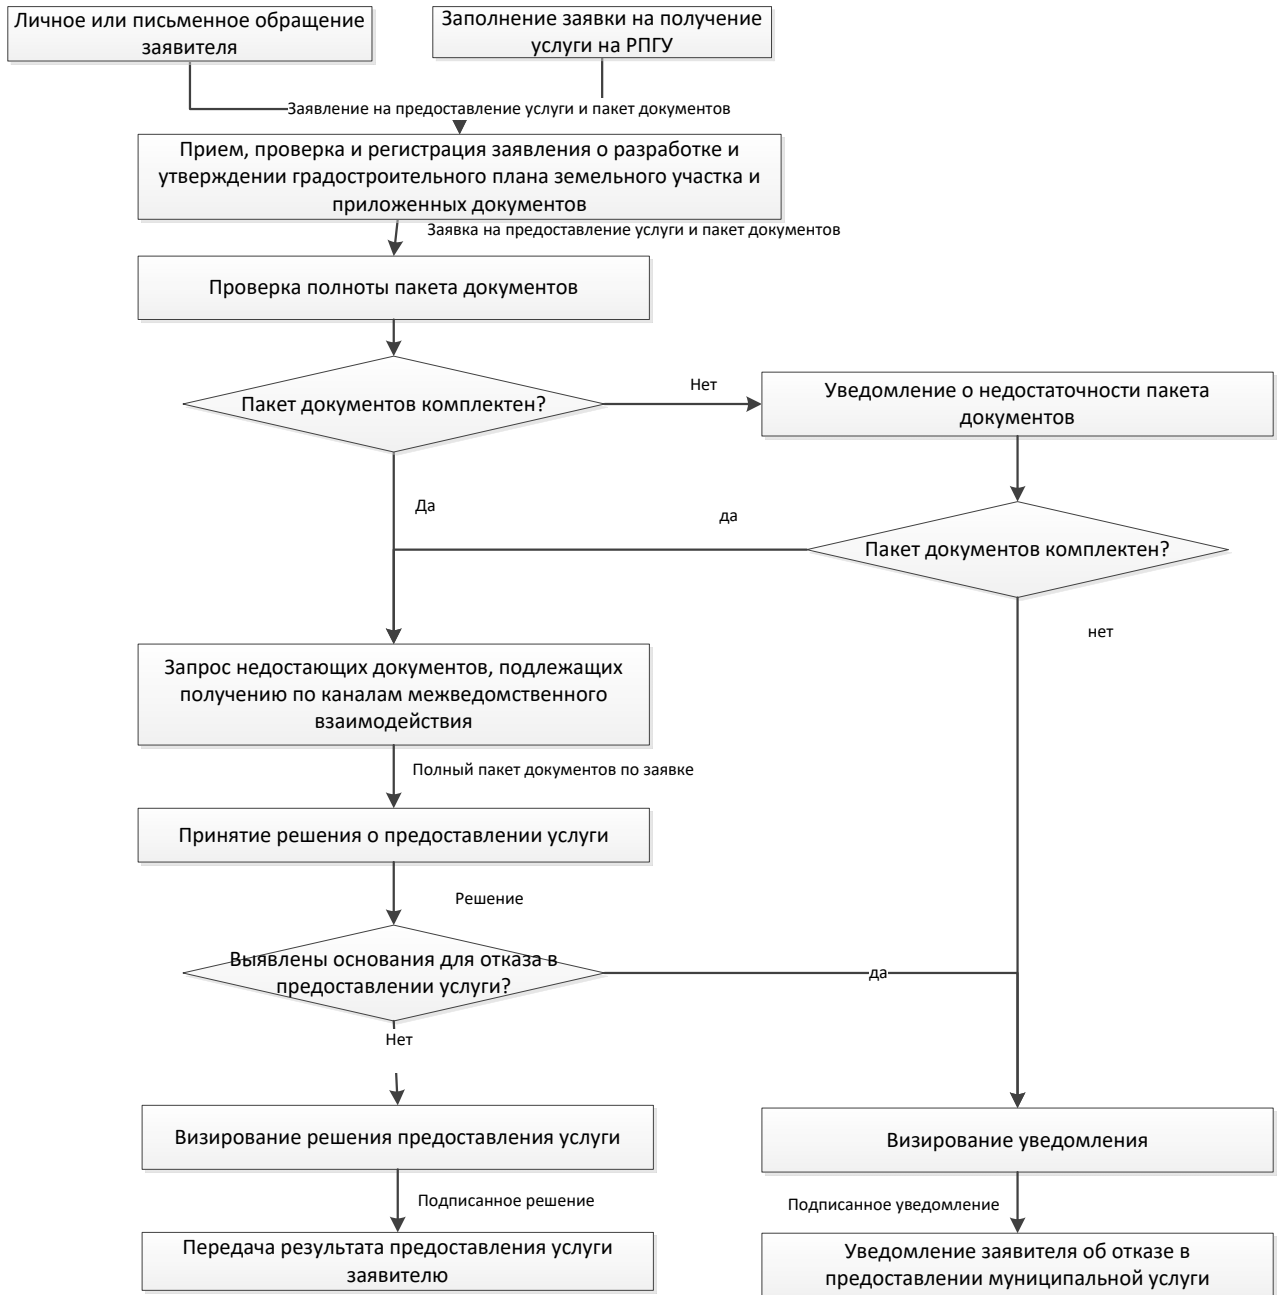 Личное или письменное обращение
заявителя
Заполнение заявки на получение
услуги на РПГУ
Заявление на предоставление услуги и пакет документов
Прием, проверка и регистрация заявления о разработке и
утверждении градостроительного плана земельного участка и
приложенных документов
Заявка на предоставление услуги и пакет документов
Проверка полноты пакета документов
Пакет документов комплектен?
Нет
Уведомление о недостаточности пакета
документов
Да
да
Пакет документов комплектен?
нет
Запрос недостающих документов, подлежащих
получению по каналам межведомственного
взаимодействия
Полный пакет документов по заявке
Принятие решения о предоставлении услуги
Решение
Выявлены основания для отказа в
предоставлении услуги?
да
Нет
Визирование решения предоставления услуги
Визирование уведомления
Подписанное решение
Подписанное уведомление
Передача результата предоставления услуги
заявителю
Уведомление заявителя об отказе в
предоставлении муниципальной услуги